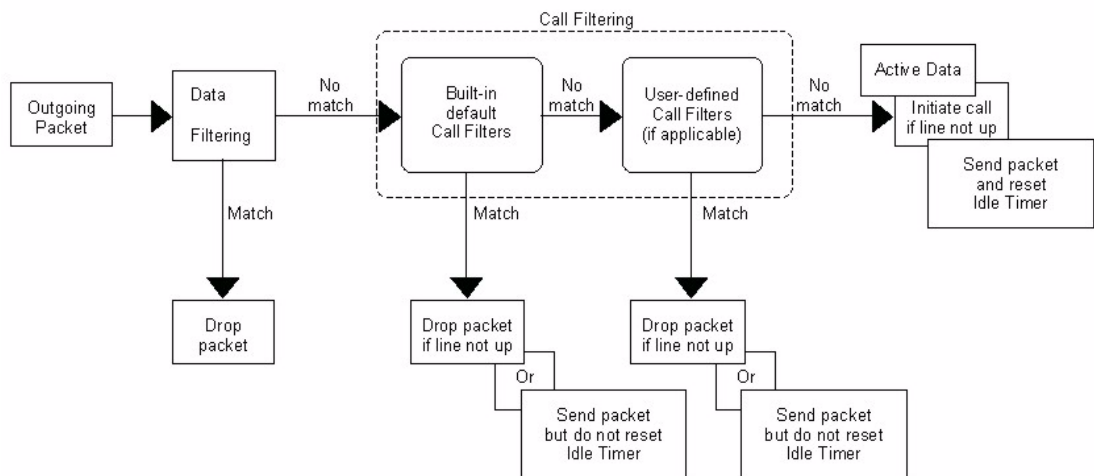 Call Filtering
Outgoing
Packet
Data
Filtering
No
match
Built-in
default
Call Filters
No
match
User-defined
Call Filters
(if applicable)
No
match
Active Data
Initiate call
if line not up
Send packet
and reset
Idle Timer
Match
Match
Match
Drop
packet
Drop packet
if line not up
Or
Send packet
but do not reset
Idle Timer
Drop packet
if line not up
Or
Send packet
but do not reset
Idle Timer